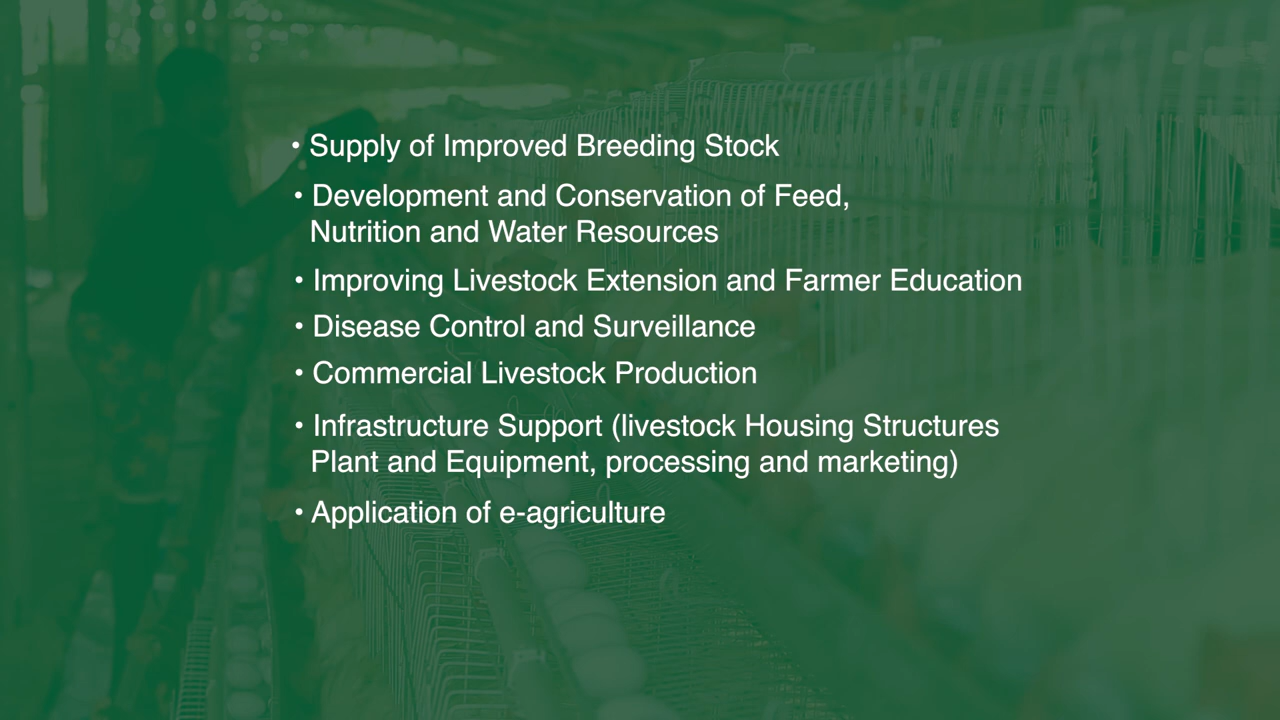 • Supply of Improved Breeding Stock
• Development and Conservation of Feed,
Nutrition and Water Resources
• Improving Livestock Extension and Farmer Education
• Disease Control and Surveillance
• Commercial Livestock Production
• Infrastructure Support (livestock Housing Structures
Plant and Equipment, processing and marketing)
• Application of e-agriculture